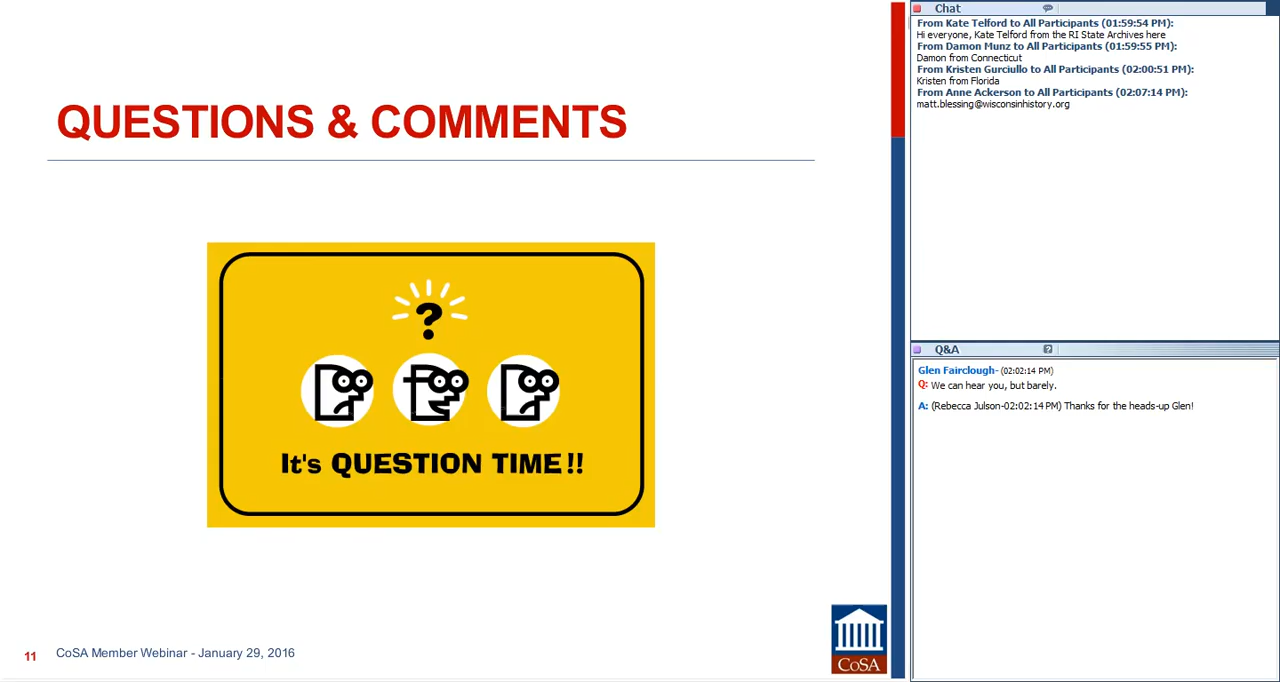 QUESTIONS & COMMENTS
?
It's QUESTION TIME!!
11 CoSA Member Webinar - January 29, 2016
CoSA
Chat
From Kate Telford to All Participants (01:59:54 PM):
Hi everyone, Kate Telford from the RI State Archives here
From Damon Munz to All Participants (01:59:55 PM):
Damon from Connecticut
From Kristen Gurciullo to All Participants (02:00:51 PM):
Kristen from Florida
From Anne Ackerson to All Participants (02:07:14 PM):
matt.blessing@wisconsinhistory.org
Q&A
Glen Fairclough- (02:02:14 PM)
Q: We can hear you, but barely.
A: (Rebecca Julson-02:02:14 PM) Thanks for the heads-up Glen!